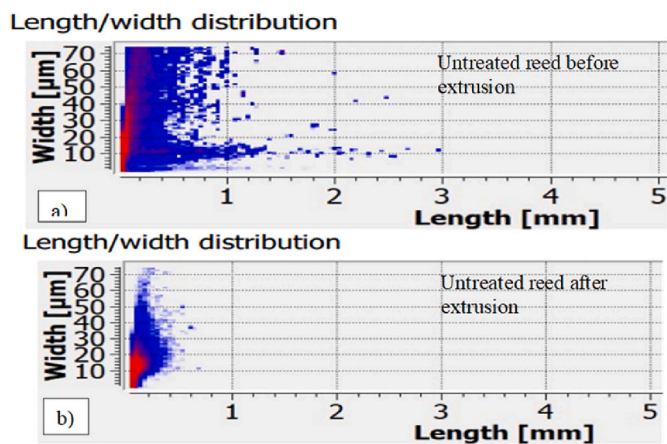 Length/width distribution
Width [µm]
70
60
50
40
30
20
10
Untreated reed before
extrusion
a)
1
2
3
4
5
Length [mm]
Length/width distribution
Width [µm]
70
60
50
40
30
20
10
Untreated reed after
extrusion
b)
1
2
3
4
5
Length [mm]